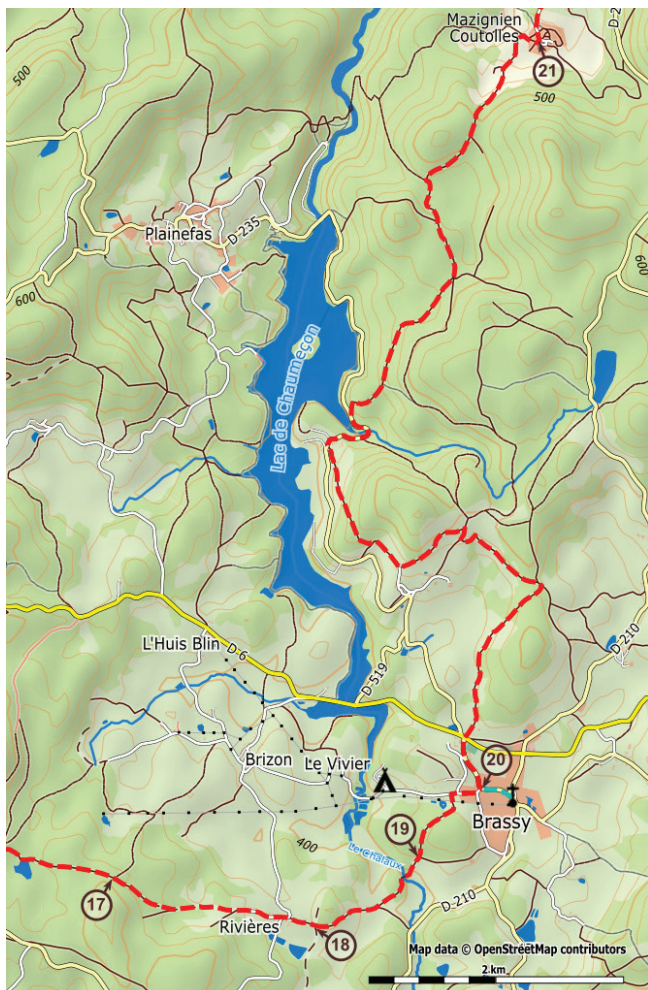 Mazignien
Coutolles
21
500
500
D-2
Plainefas
D-235
600
600
Lac de Chaumeçon
L'Huis Blin
D-6
D-519
D-210
Brizon
Le Vivier
20
Brassy
19
400
Le Chalaux
17
D-210
Rivières
18
Map data © OpenStreetMap contributors
2 km